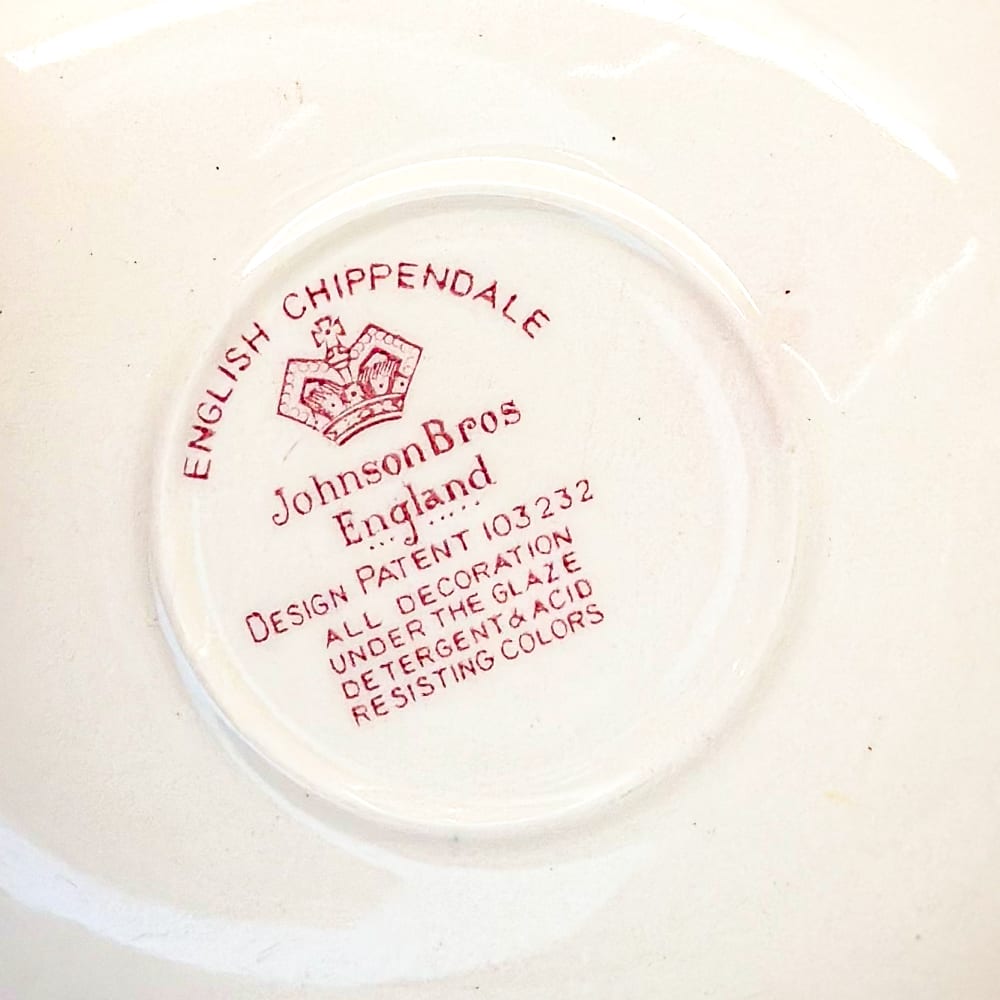 ENGLISH CHIPPENDALE
Johnson Bros
England
DESIGN PATENT 103232
ALL DECORATION
UNDER THE GLAZE
DETERGENT & ACID
RESISTING COLORS